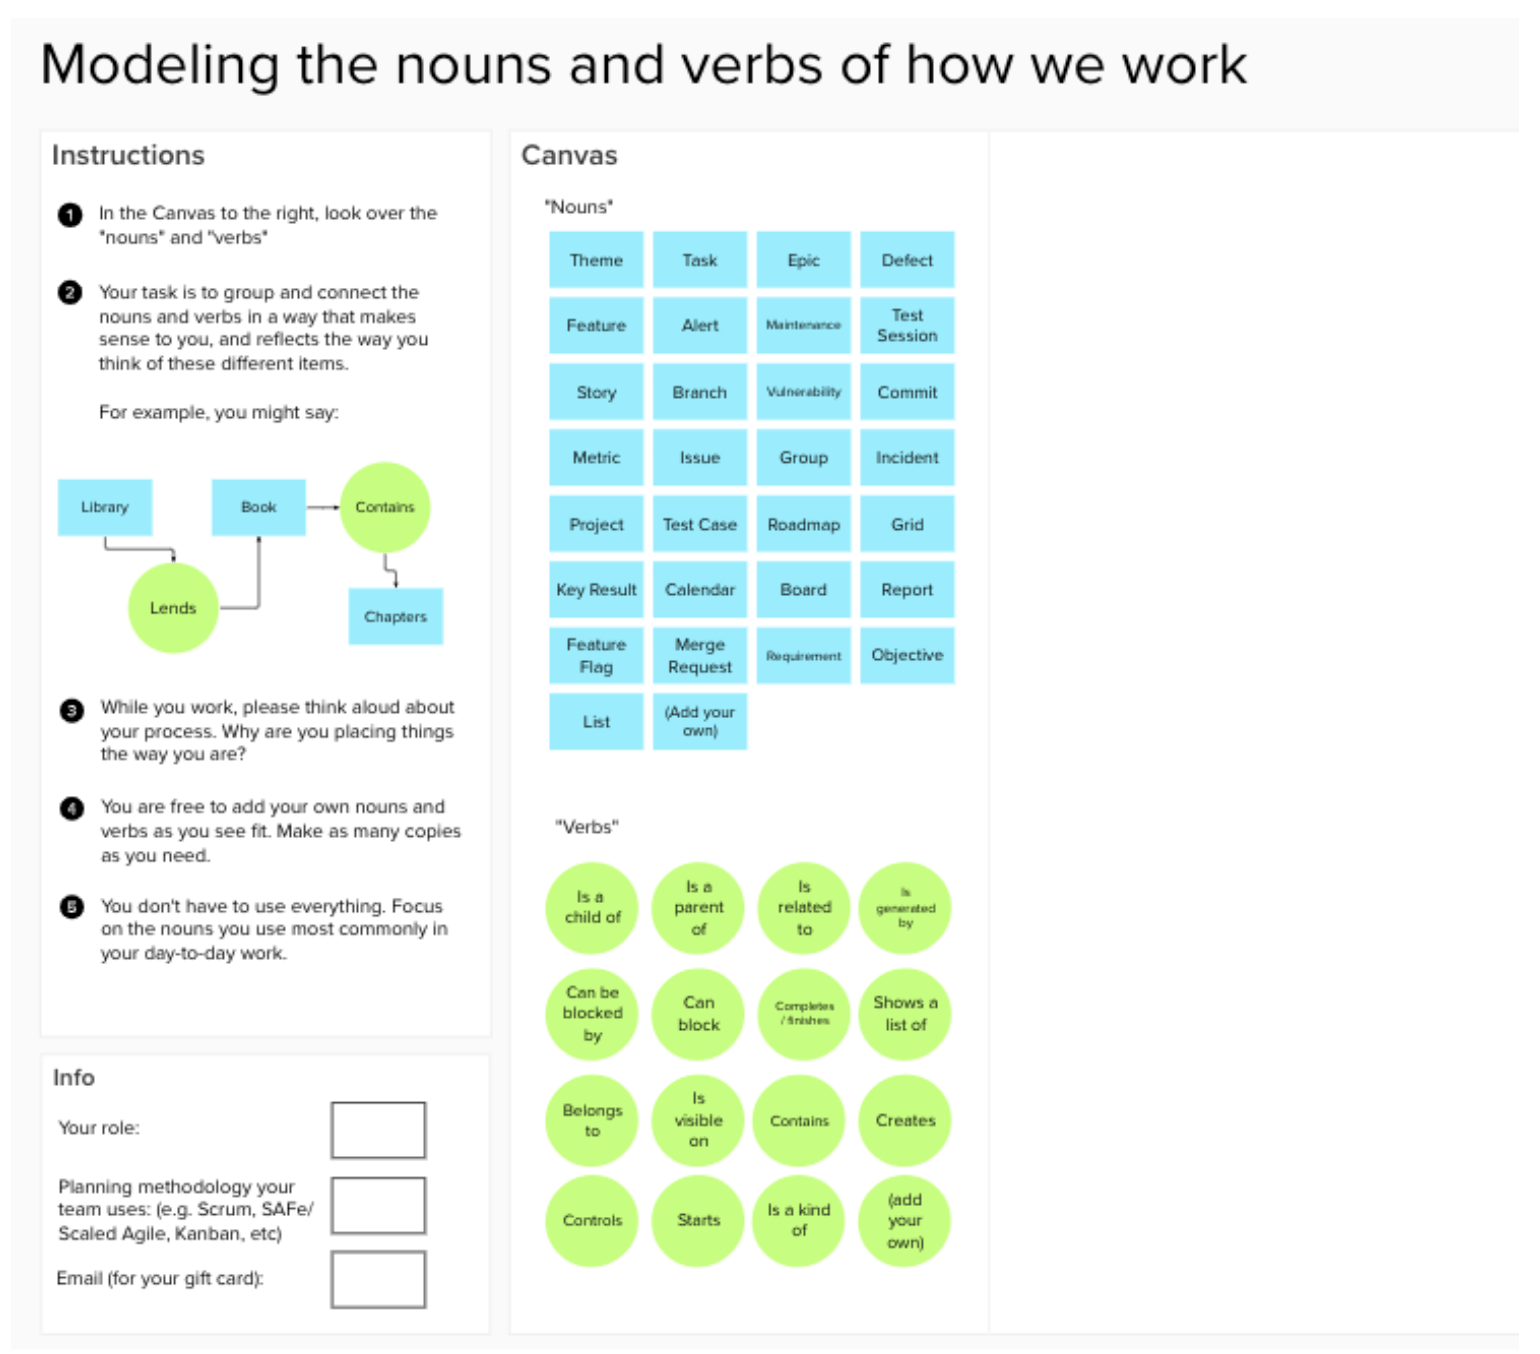 Modeling the nouns and verbs of how we work
Instructions
1 In the Canvas to the right, look over the
"nouns" and "verbs"
2 Your task is to group and connect the
nouns and verbs in a way that makes
sense to you, and reflects the way you
think of these different items.
For example, you might say:
Library
Book
Contains
Lends
Chapters
3 While you work, please think aloud about
your process. Why are you placing things
the way you are?
4 You are free to add your own nouns and
verbs as you see fit. Make as many copies
as you need.
5 You don't have to use everything. Focus
on the nouns you use most commonly in
your day-to-day work.
Info
Your role:
Planning methodology your
team uses: (e.g. Scrum, SAFe/
Scaled Agile, Kanban, etc)
Email (for your gift card):
Canvas
"Nouns"
Theme
Task
Epic
Defect
Feature
Alert
Maintenance
Test
Session
Story
Branch
Vulnerability
Commit
Metric
Issue
Group
Incident
Project
Test Case
Roadmap
Grid
Key Result
Calendar
Board
Report
Feature
Flag
Merge
Request
Requirement
Objective
List
(Add your
own)
"Verbs"
Is a
child of
Is a
parent
of
Is
related
to
Is
generated
by
Can be
blocked
by
Can
block
Completes
/ finishes
Shows a
list of
Belongs
to
Is
visible
on
Contains
Creates
Controls
Starts
Is a kind
of
(add
your
own)